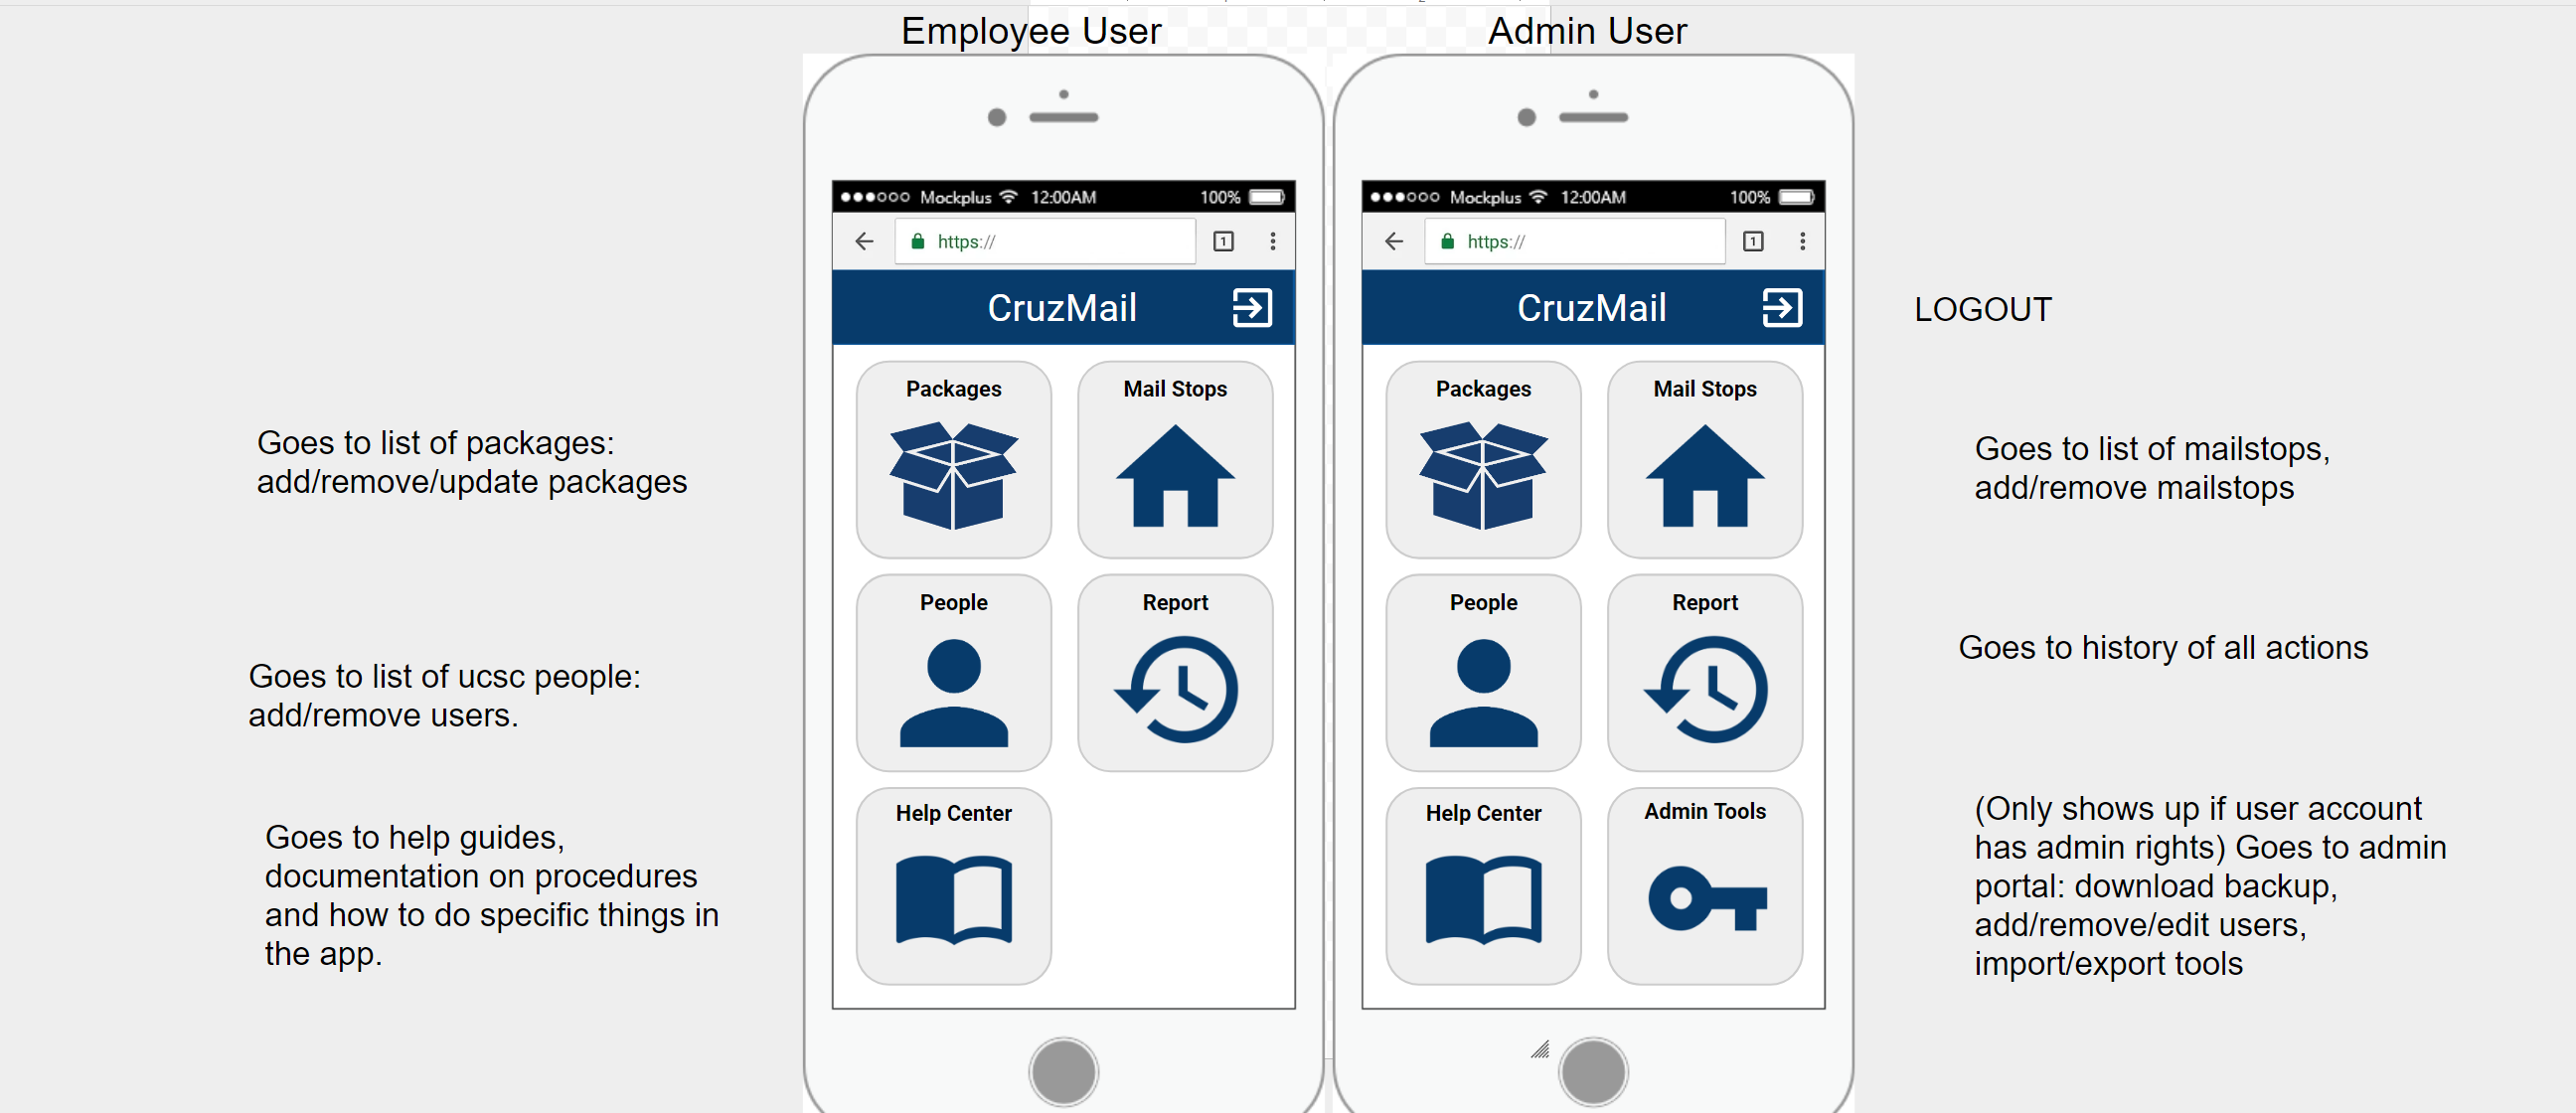 Employee User
Admin User
Mockplus 12:00AM 100%
https://
1
CruzMail
Packages Mail Stops
People Report
Help Center
Mockplus 12:00AM 100%
https://
1
CruzMail
Packages Mail Stops
People Report
Help Center Admin Tools
Goes to list of packages:
add/remove/update packages
Goes to list of ucsc people:
add/remove users.
Goes to help guides,
documentation on procedures
and how to do specific things in
the app.
LOGOUT
Goes to list of mailstops,
add/remove mailstops
Goes to history of all actions
(Only shows up if user account
has admin rights) Goes to admin
portal: download backup,
add/remove/edit users,
import/export tools